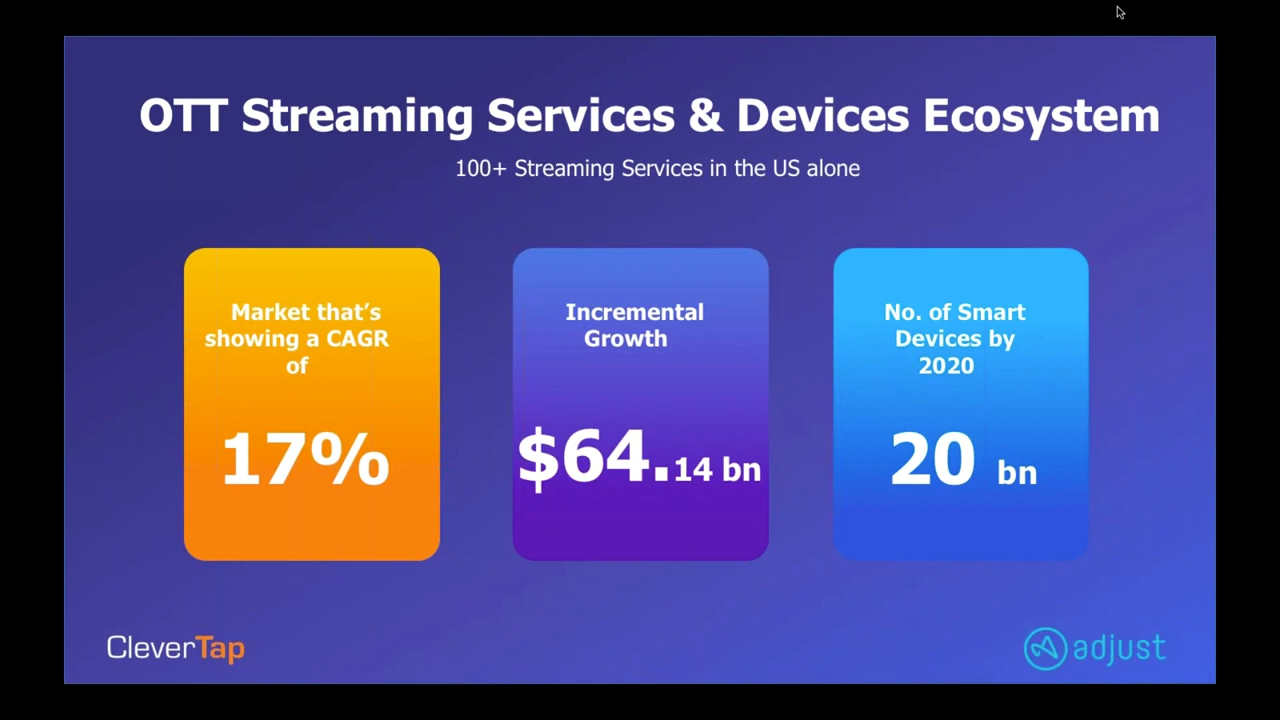 OTT Streaming Services & Devices Ecosystem
100+ Streaming Services in the US alone
Market that’s
showing a CAGR
of
17%
Incremental
Growth
$64.14 bn
No. of Smart
Devices by
2020
20 bn
CleverTap
adjust